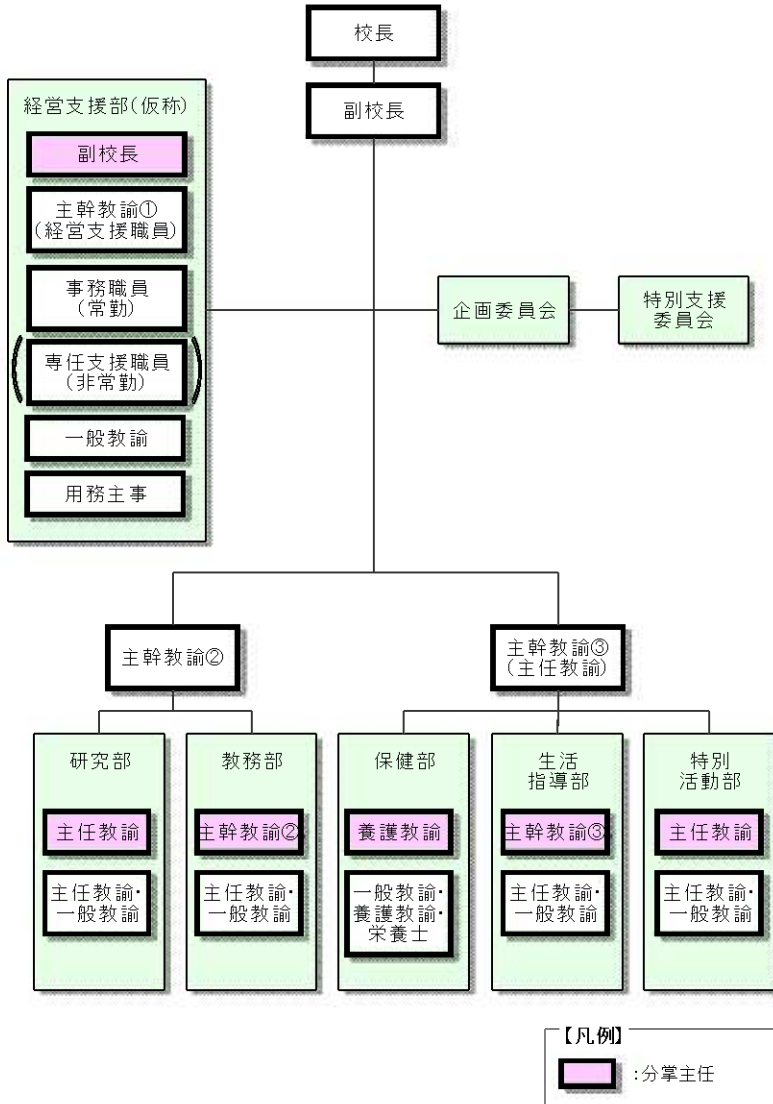 校長
副校長
経営支援部(仮称)
副校長
主幹教諭①
(経営支援職員)
事務職員
(常勤)
専任支援職員
(非常勤)
一般教諭
用務主事
企画委員会
特別支援
委員会
主幹教諭②
主幹教諭③
(主任教諭)
研究部
主任教諭
主任教諭・
一般教諭
教務部
主幹教諭②
主任教諭・
一般教諭
保健部
養護教諭
一般教諭・
養護教諭・
栄養士
生活
指導部
主幹教諭③
主任教諭・
一般教諭
特別
活動部
主任教諭
主任教諭・
一般教諭
【凡例】
:分掌主任